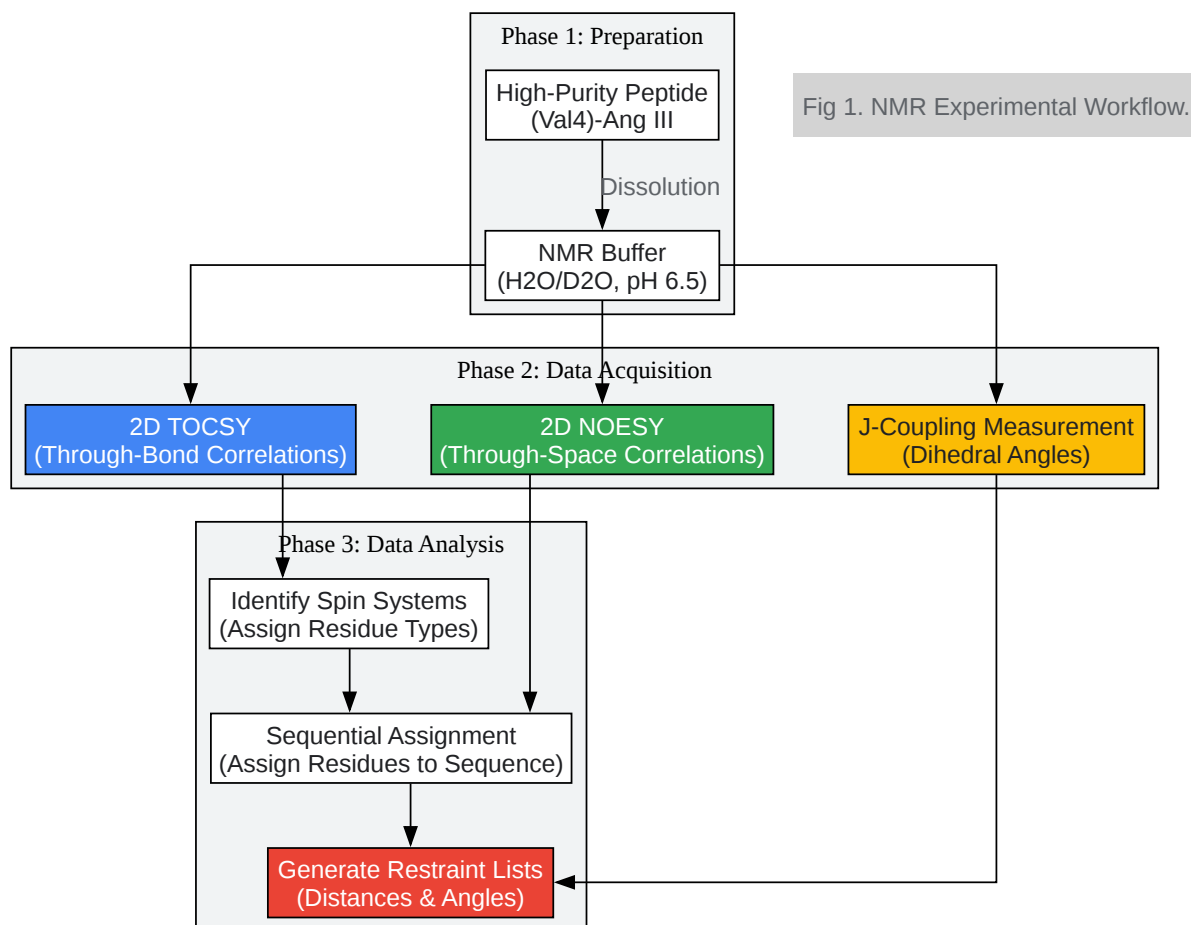 Phase 1: Preparation
High-Purity Peptide
(Val4)-Ang III
Fig 1. NMR Experimental Workflow.
Dissolution
NMR Buffer
(H2O/D2O, pH 6.5)
Phase 2: Data Acquisition
2D TOCSY
(Through-Bond Correlations)
2D NOESY
(Through-Space Correlations)
J-Coupling Measurement
(Dihedral Angles)
Phase 3: Data Analysis
Identify Spin Systems
(Assign Residue Types)
Sequential Assignment
(Assign Residues to Sequence)
Generate Restraint Lists
(Distances & Angles)